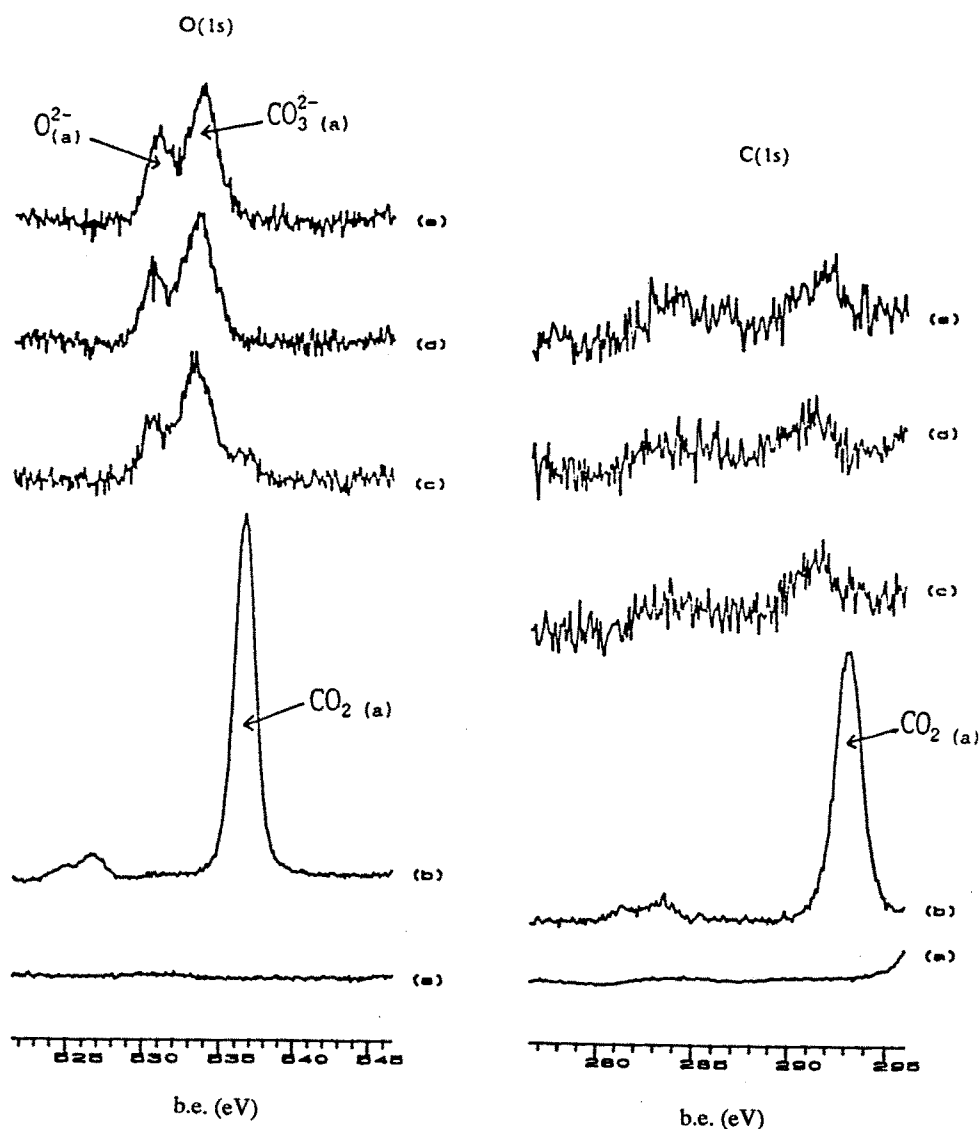 O(1s)
O²⁻(a)
CO₃²⁻(a)
(e)
(d)
(c)
CO₂ (a)
(b)
(a)
525 530 535 540 545
b.e. (eV)
C(1s)
(e)
(d)
(c)
CO₂ (a)
(b)
(a)
280 285 290 295
b.e. (eV)